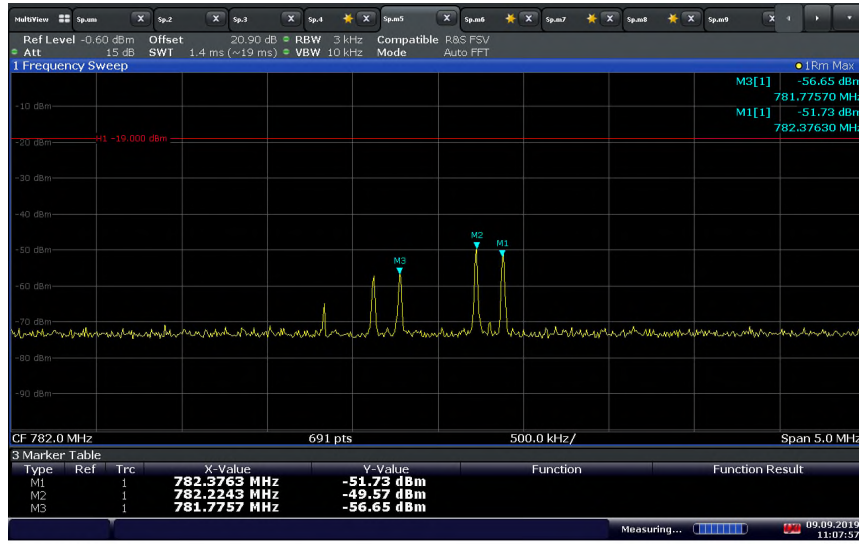 MultiView Sp.um X Sp.2 X Sp.3 X Sp.4 X Sp.m5 X Sp.m6 X Sp.m7 X Sp.m8 X Sp.m9 X
Ref Level -0.60 dBm Offset 20.90 dB RBW 3 kHz Compatible R&S FSV
Att 15 dB SWT 1.4 ms (~19 ms) VBW 10 kHz Mode Auto FFT
1 Frequency Sweep 1Rm Max
M3[1] -56.65 dBm
781.77570 MHz
-10 dBm
M1[1] -51.73 dBm
782.37630 MHz
H1 -19.000 dBm
-20 dBm
-30 dBm
-40 dBm
M2
M1
-50 dBm
M3
-60 dBm
-70 dBm
-80 dBm
-90 dBm
CF 782.0 MHz 691 pts 500.0 kHz/ Span 5.0 MHz
3 Marker Table
Type Ref Trc X-Value Y-Value Function Function Result
M1 1 782.3763 MHz -51.73 dBm
M2 1 782.2243 MHz -49.57 dBm
M3 1 781.7757 MHz -56.65 dBm
Measuring... 09.09.2019
11:07:57